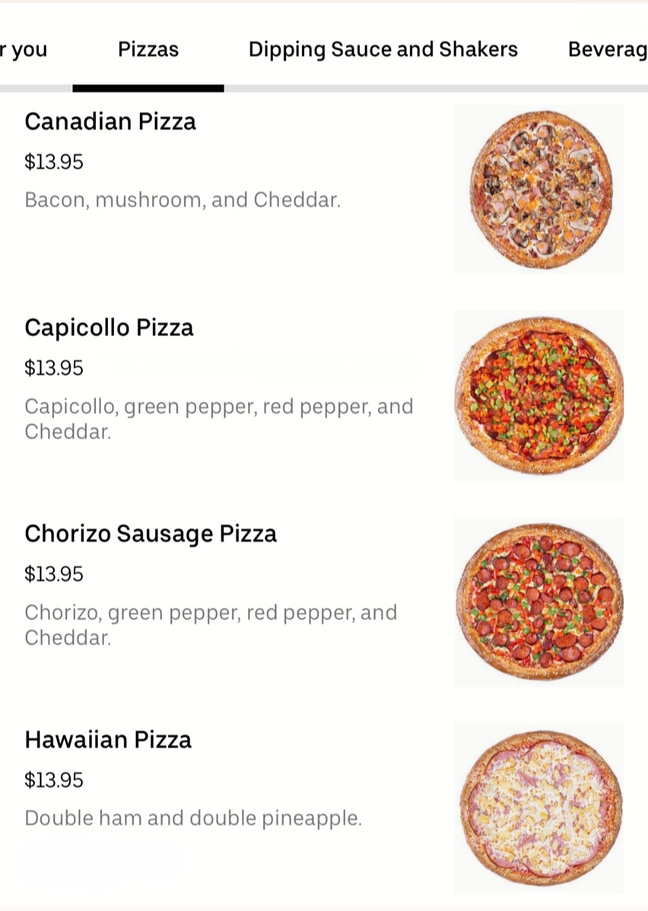 r you
Pizzas
Dipping Sauce and Shakers
Beverag
Canadian Pizza
$13.95
Bacon, mushroom, and Cheddar.
Capicollo Pizza
$13.95
Capicollo, green pepper, red pepper, and
Cheddar.
Chorizo Sausage Pizza
$13.95
Chorizo, green pepper, red pepper, and
Cheddar.
Hawaiian Pizza
$13.95
Double ham and double pineapple.